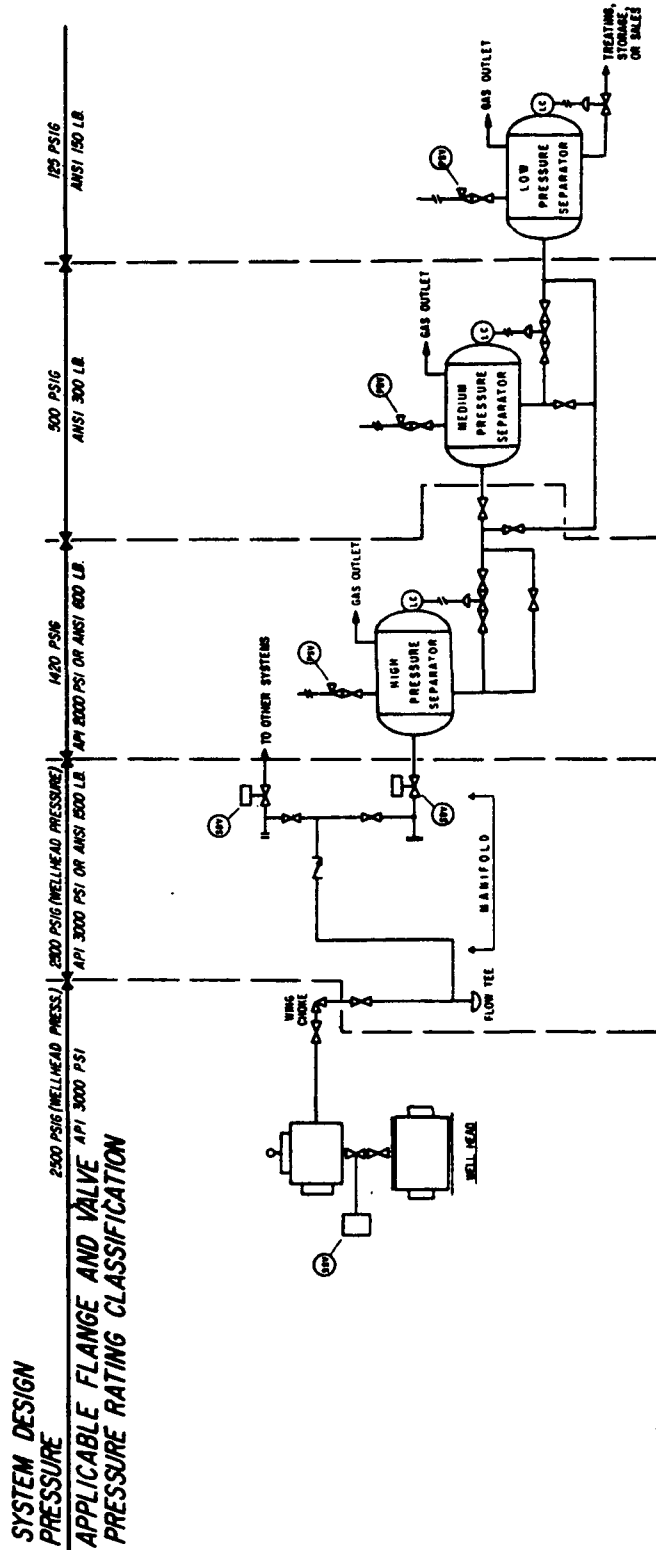 SYSTEM DESIGN
PRESSURE
2500 PSIG (WELLHEAD PRESS.)
2500 PSIG (WELLHEAD PRESSURE)
1420 PSIG
500 PSIG
125 PSIG
APPLICABLE FLANGE AND VALVE
PRESSURE RATING CLASSIFICATION
API 3000 PSI
API 3000 PSI OR ANSI 1500 LB.
API 2000 PSI OR ANSI 600 LB.
ANSI 300 LB.
ANSI 150 LB.
SDV
WELL HEAD
WING
CHOKE
FLOW TEE
MANIFOLD
SDV
TO OTHER SYSTEMS
SDV
PSV
GAS OUTLET
HIGH
PRESSURE
SEPARATOR
LC
PSV
GAS OUTLET
MEDIUM
PRESSURE
SEPARATOR
LC
PSV
GAS OUTLET
LOW
PRESSURE
SEPARATOR
LC
TREATING,
STORAGE,
OR SALES